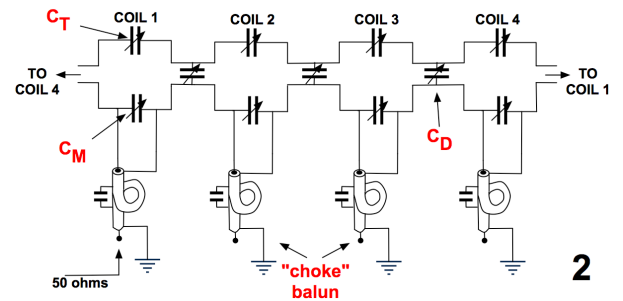 C_T
COIL 1
COIL 2
COIL 3
COIL 4
TO
COIL 4
TO
COIL 1
C_M
C_D
50 ohms
"choke"
balun
2